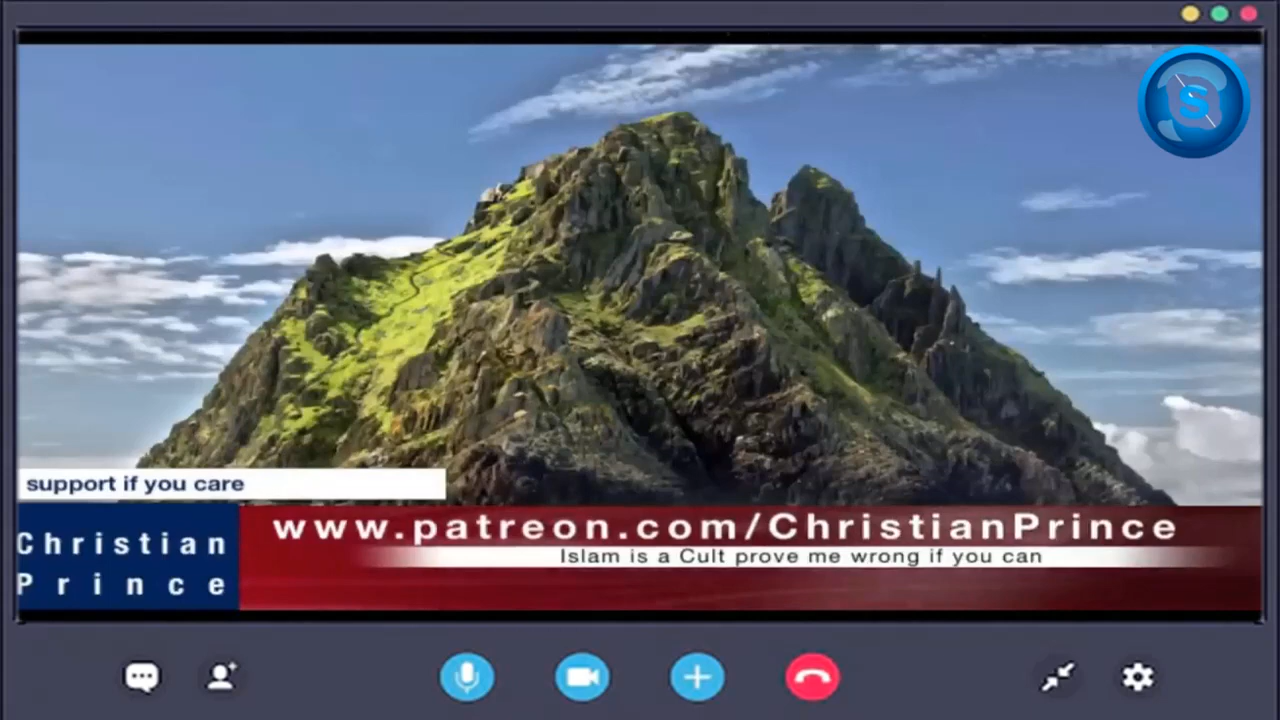 S
support if you care
www.patreon.com/ChristianPrince
Christian
Islam is a Cult prove me wrong if you can
Prince